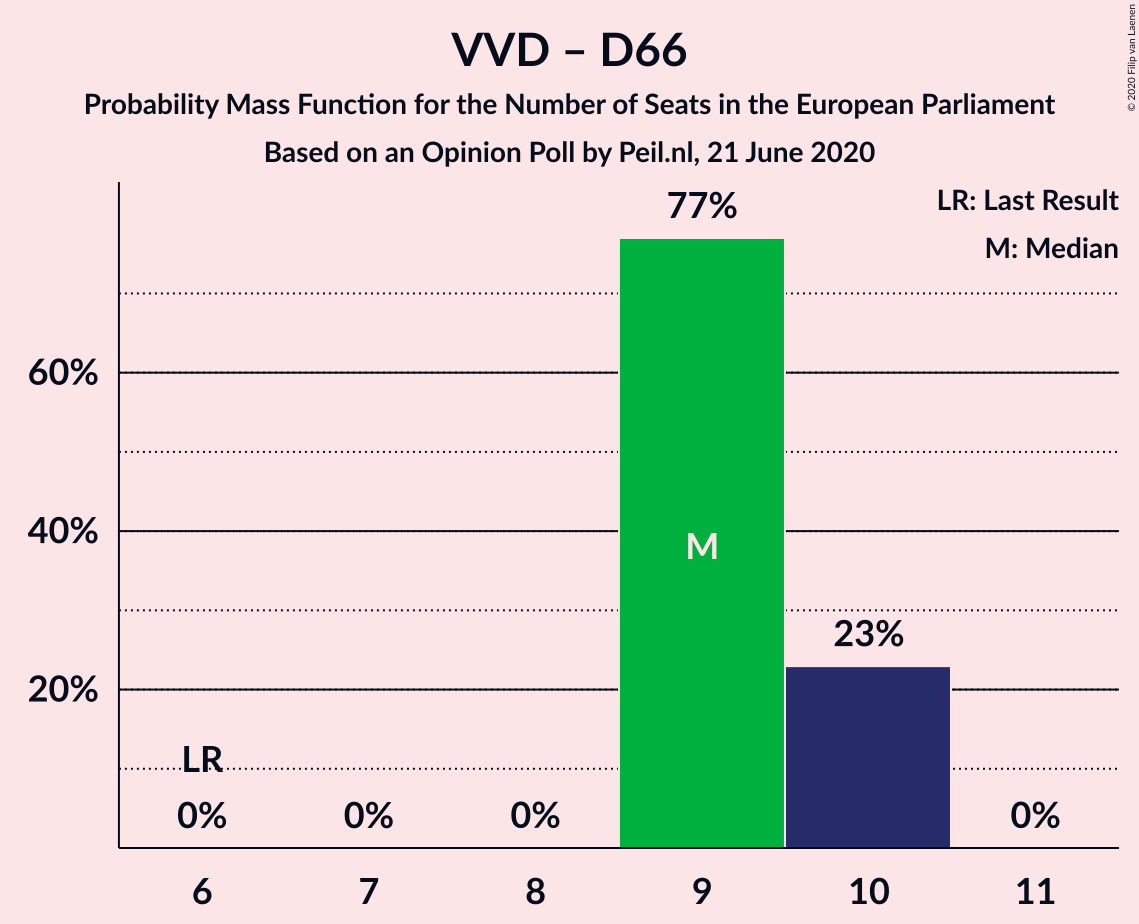 VVD – D66
Probability Mass Function for the Number of Seats in the European Parliament
Based on an Opinion Poll by Peil.nl, 21 June 2020
© 2020 Filip van Laenen
LR: Last Result
M: Median
77%
60%
40%
20%
M
23%
LR
0%
0%
0%
0%
6
7
8
9
10
11